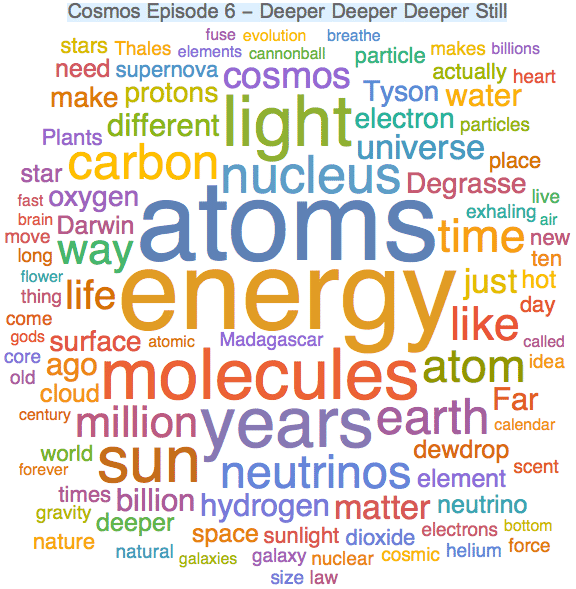 Cosmos Episode 6 – Deeper Deeper Deeper Still
fuse evolution breathe
stars Thales elements cannonball particle makes billions
need supernova cosmos actually heart
make protons light Tyson water
Plants different electron particles
star carbon nucleus universe place
fast oxygen atoms Degrasse live
brain Darwin exhaling air
move way time new
long ten
flower energy just hot
thing life day
come surface atomic Madagascar like called
gods
core ago molecules atom idea
old cloud Far
century million years earth calendar
world sun dewdrop
forever neutrinos element scent
times billion hydrogen matter neutrino
gravity deeper electrons bottom
nature space sunlight dioxide force
natural galaxies galaxy nuclear cosmic helium
size law